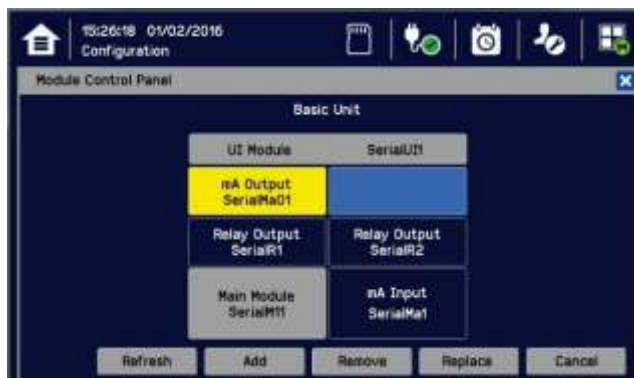 15:26:18 01/02/2016
Configuration
Module Control Panel
Basic Unit
UI Module SerialUI1
mA Output
SerialMaO1
Relay Output Relay Output
SerialR1 SerialR2
Main Module mA Input
SerialM11 SerialMa1
Refresh Add Remove Replace Cancel